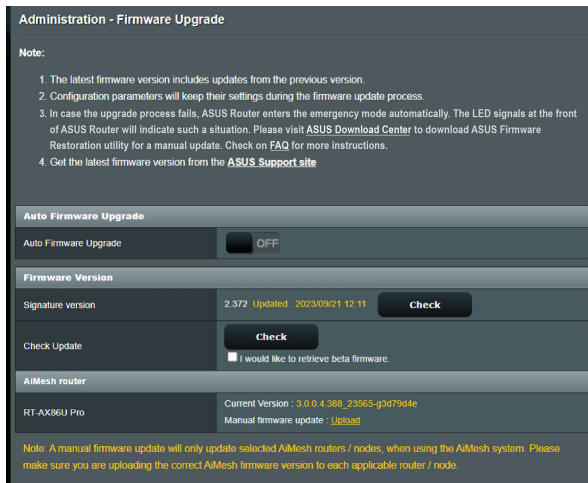 Administration - Firmware Upgrade
Note:
1. The latest firmware version includes updates from the previous version.
2. Configuration parameters will keep their settings during the firmware update process.
3. In case the upgrade process fails, ASUS Router enters the emergency mode automatically. The LED signals at the front
of ASUS Router will indicate such a situation. Please visit ASUS Download Center to download ASUS Firmware
Restoration utility for a manual update. Check on FAQ for more instructions.
4. Get the latest firmware version from the ASUS Support site
Auto Firmware Upgrade
Auto Firmware Upgrade OFF
Firmware Version
Signature version 2.372 Updated : 2023/09/21 12:11 Check
Check Update Check
I would like to retrieve beta firmware.
AiMesh router
RT-AX86U Pro Current Version : 3.0.0.4.388_23565-g3d79d4e
Manual firmware update : Upload
Note: A manual firmware update will only update selected AiMesh routers / nodes, when using the AiMesh system. Please
make sure you are uploading the correct AiMesh firmware version to each applicable router / node.